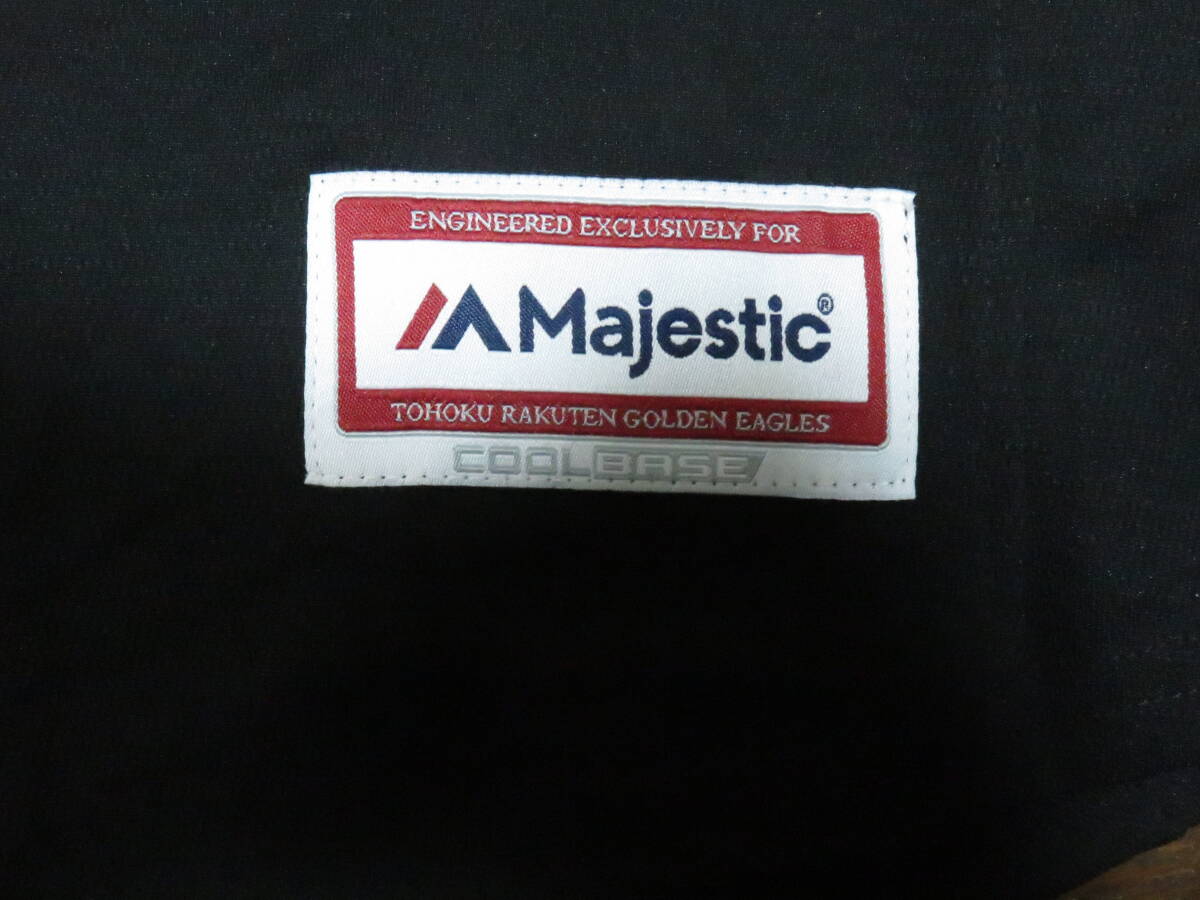 ENGINEERED EXCLUSIVELY FOR
Majestic®
TOHOKU RAKUTEN GOLDEN EAGLES
COOLBASE